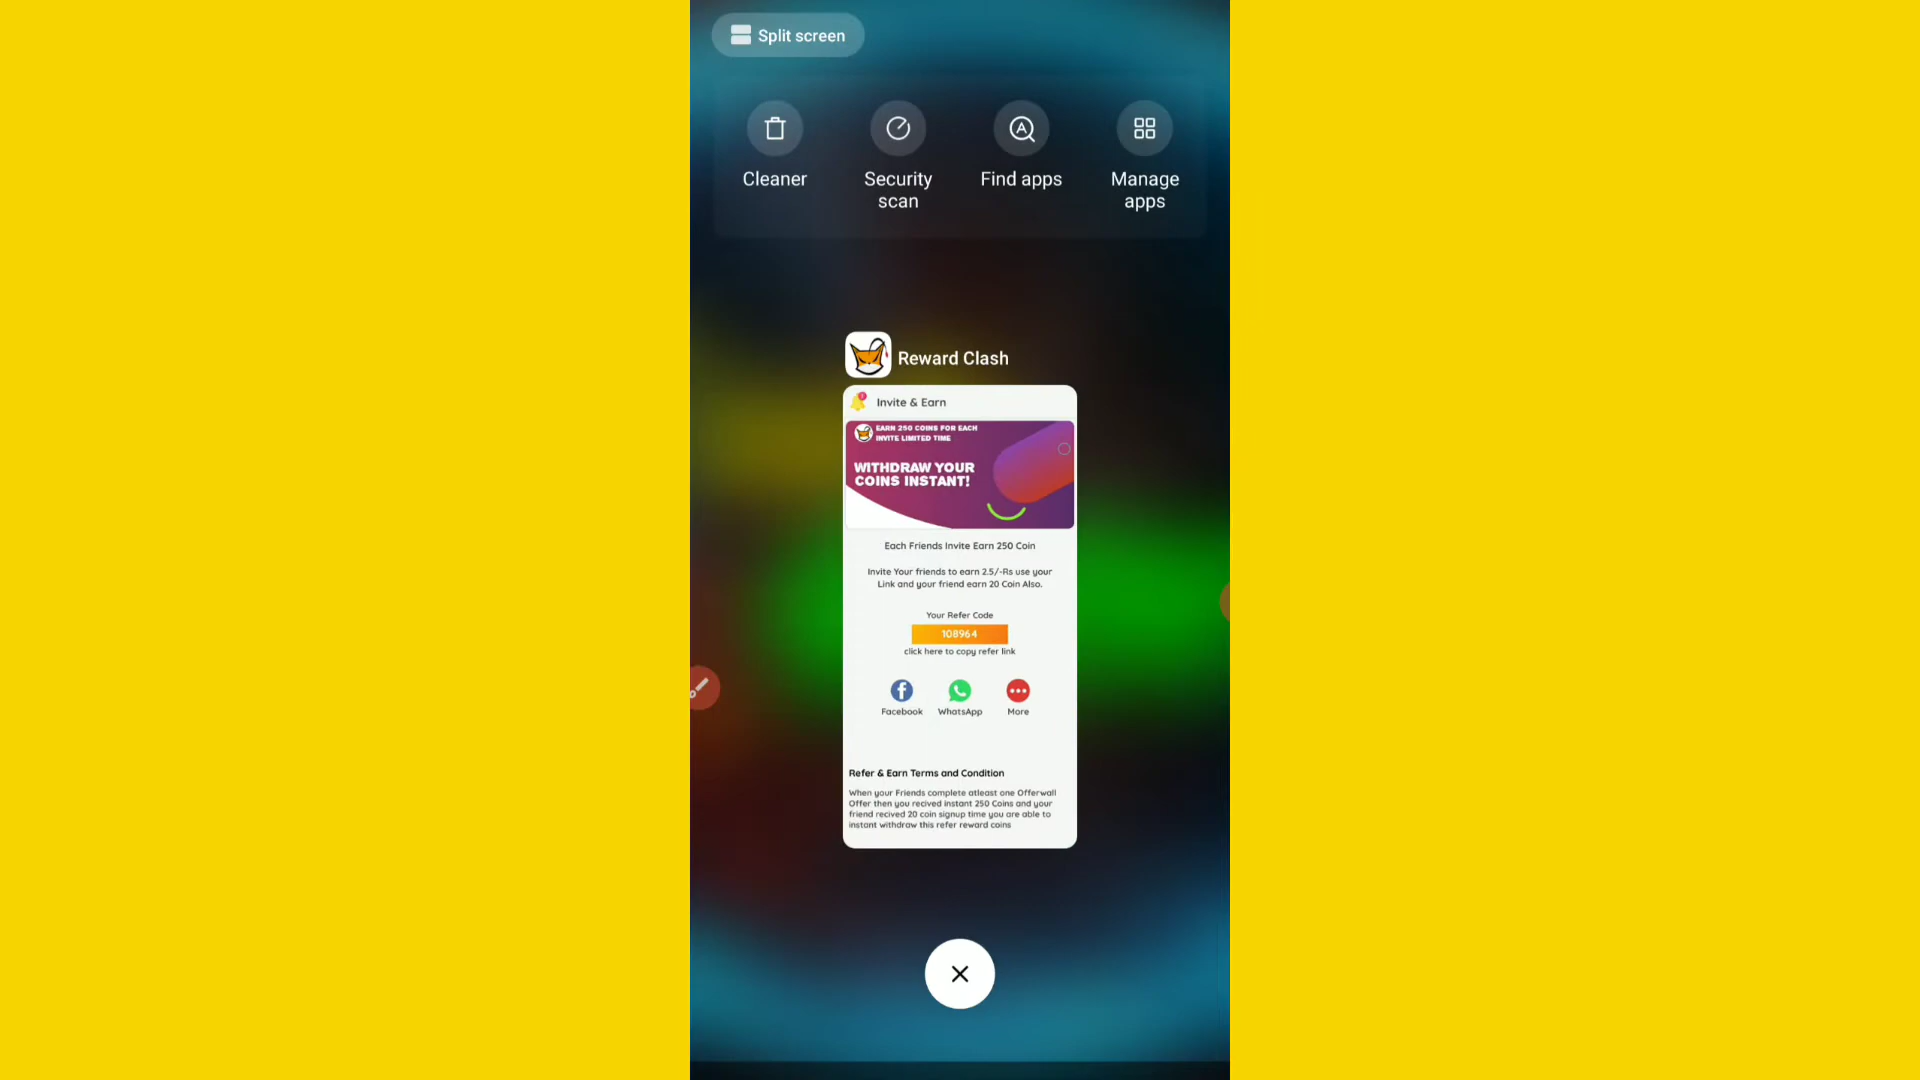 Split screen
Cleaner
Security
scan
Find apps
Manage
apps
Reward Clash
Invite & Earn
EARN 250 COINS FOR EACH
INVITE LIMITED TIME
WITHDRAW YOUR
COINS INSTANT!
Each Friends Invite Earn 250 Coin
Invite Your friends to earn 2.5/-Rs use your
Link and your friend earn 20 Coin Also.
Your Refer Code
108964
click here to copy refer link
Facebook
WhatsApp
More
Refer & Earn Terms and Condition
When your Friends complete atleast one Offerwall
Offer then you recived instant 250 Coins and your
friend recived 20 coin signup time you are able to
instant withdraw this refer reward coins